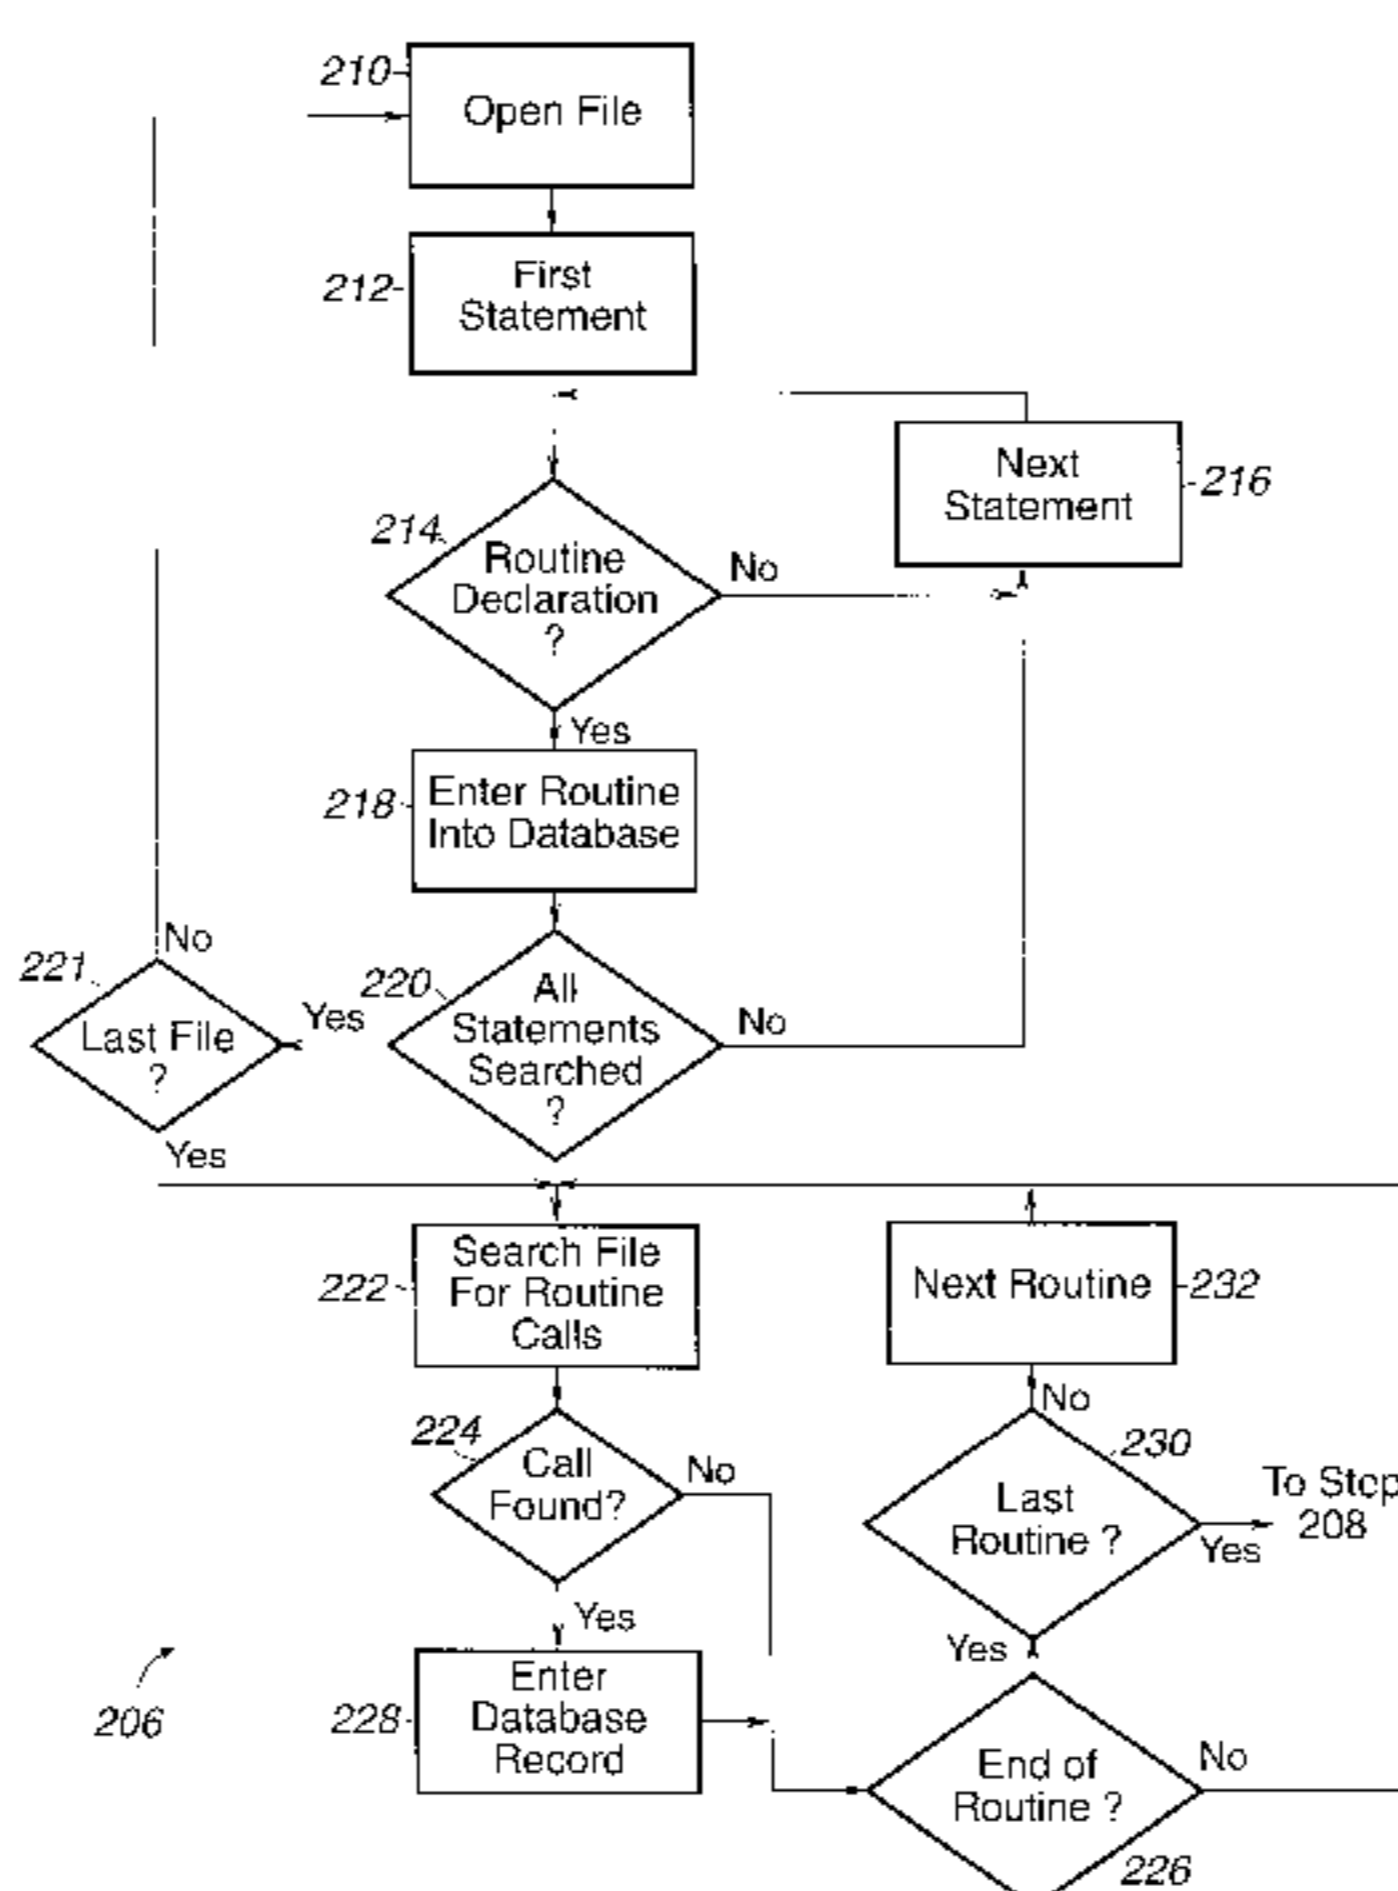 210
Open File
212
First
Statement
Next
Statement
216
214
Routine
Declaration
?
No
Yes
218
Enter Routine
Into Database
No
221
Last File
?
Yes
Yes
220
All
Statements
Searched
?
No
222
Search File
For Routine
Calls
Next Routine
232
No
224
Call
Found?
No
Yes
230
Last
Routine ?
Yes
To Step
208
Yes
206
228
Enter
Database
Record
End of
Routine ?
No
226